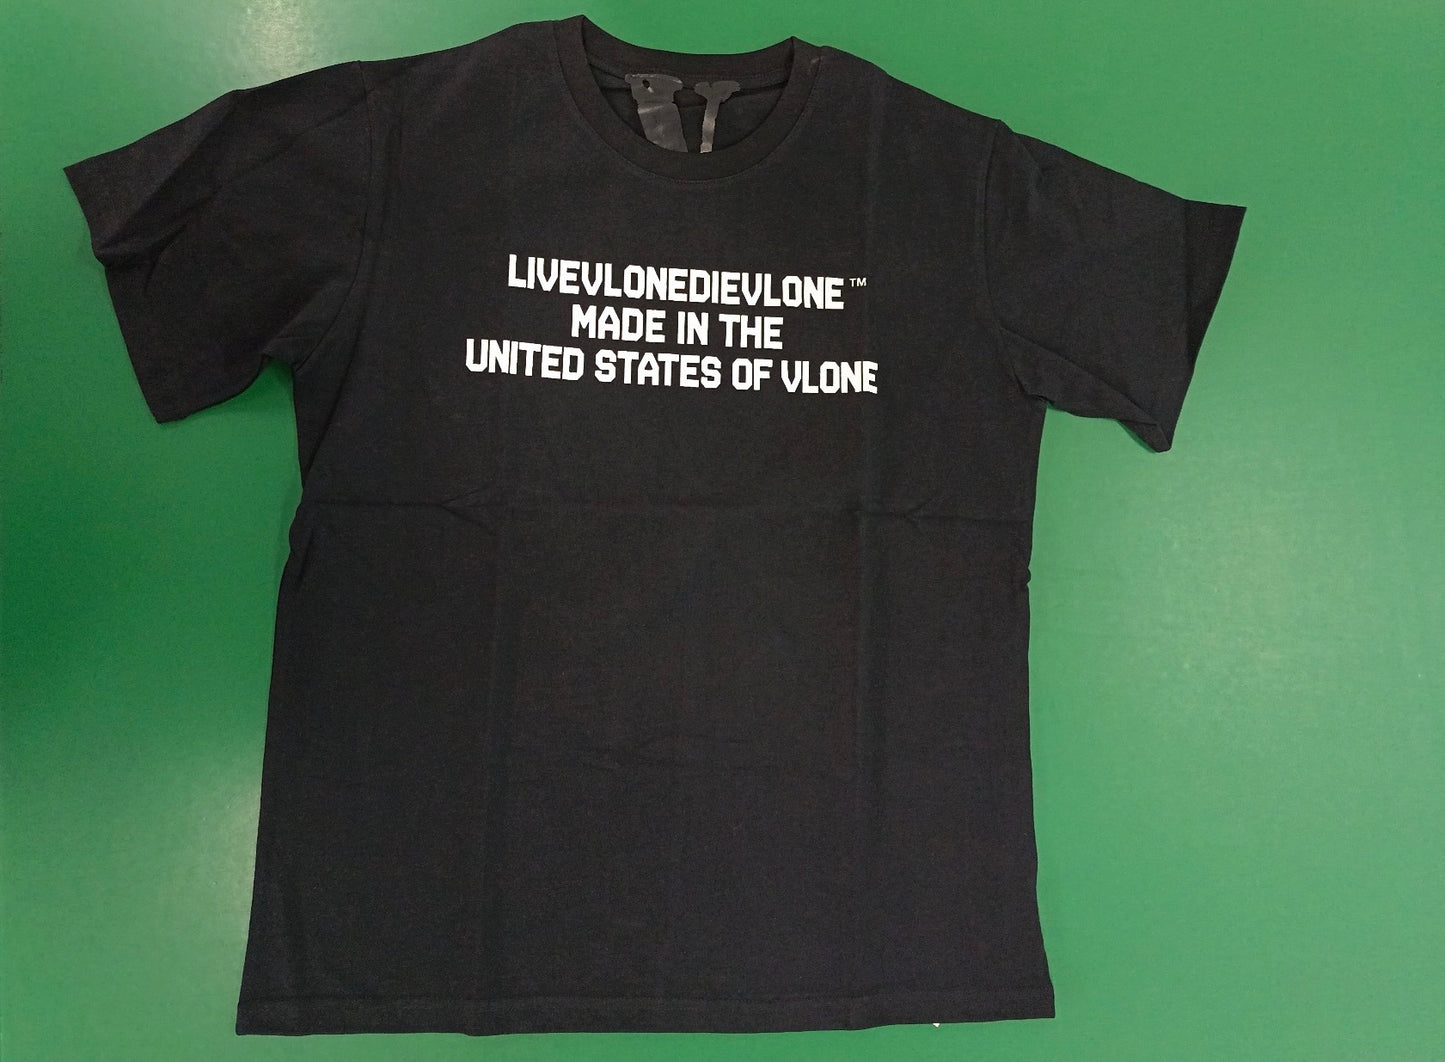 LIVEVLONEDIEVLONE™
MADE IN THE
UNITED STATES OF VLONE